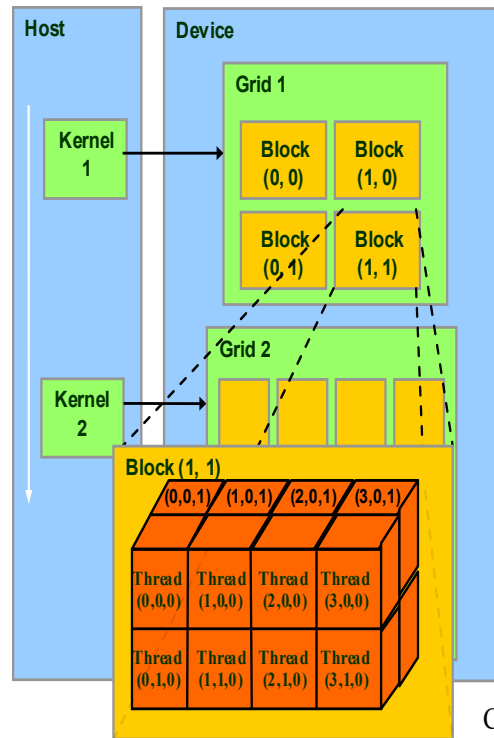 Host
Device
Grid 1
Kernel
1
Block
(0, 0)
Block
(1, 0)
Block
(0, 1)
Block
(1, 1)
Grid 2
Kernel
2
Block (1, 1)
(0,0,1) (1,0,1) (2,0,1) (3,0,1)
Thread
(0,0,0)
Thread
(1,0,0)
Thread
(2,0,0)
Thread
(3,0,0)
Thread
(0,1,0)
Thread
(1,1,0)
Thread
(2,1,0)
Thread
(3,1,0)